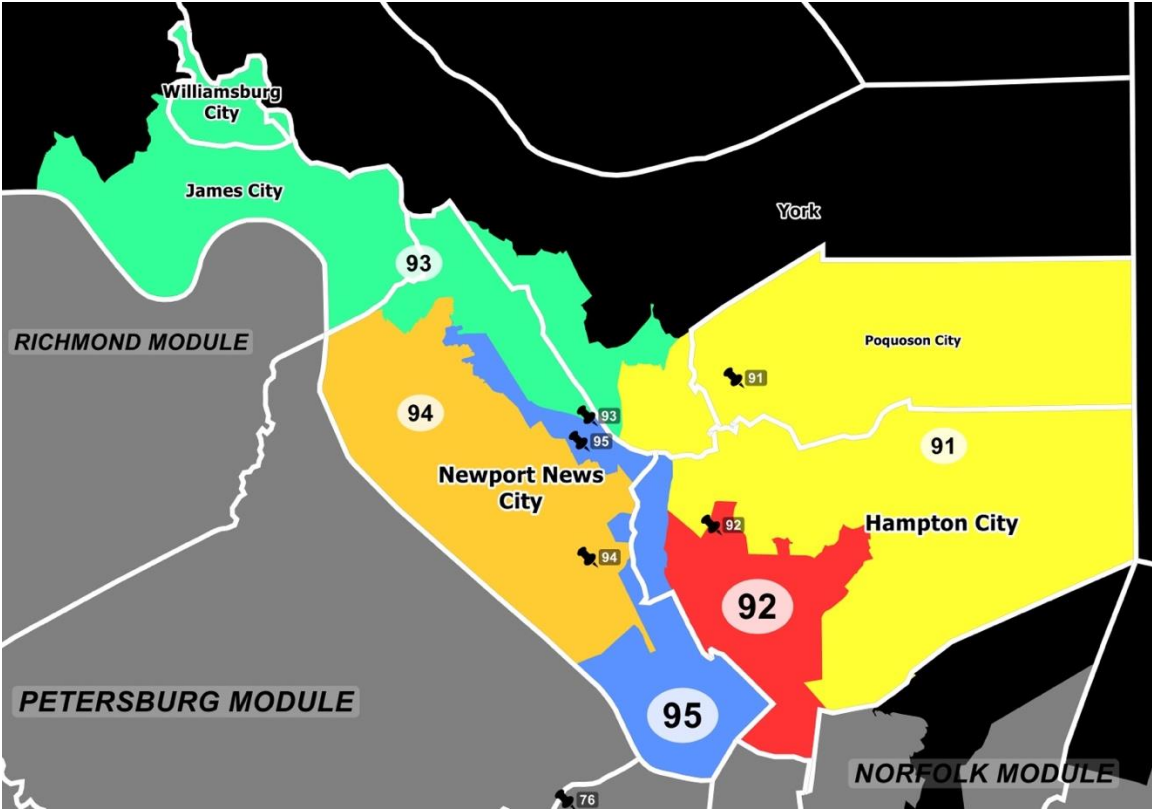 Williamsburg
City
James City
York
93
RICHMOND MODULE
Poquoson City
91
94
93
95
91
Newport News
City
Hampton City
92
94
92
PETERSBURG MODULE
95
NORFOLK MODULE
76